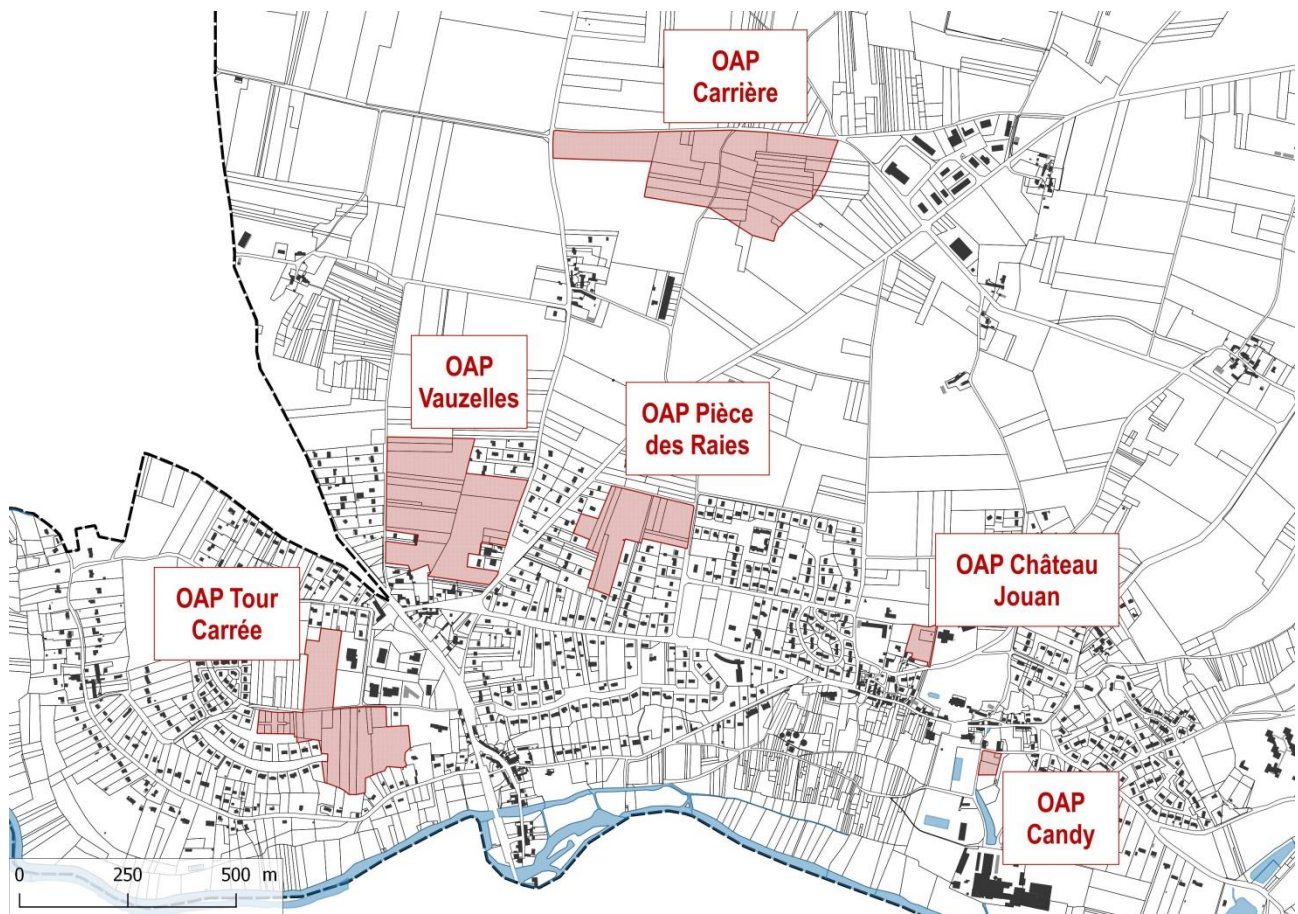 OAP
Carrière
OAP
Vauzelles
OAP Pièce
des Raies
OAP Château
Jouan
OAP Tour
Carrée
OAP
Candy
0 250 500 m